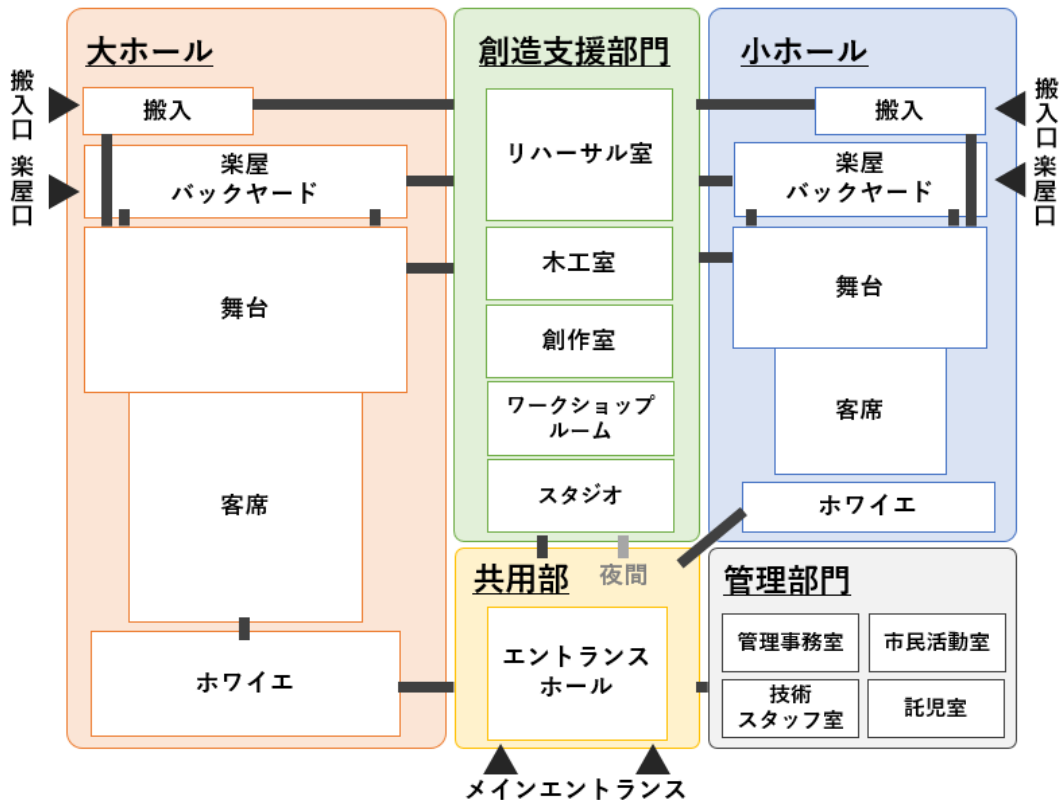 大ホール
搬入口
搬入
楽屋口
楽屋
バックヤード
舞台
客席
ホワイエ
創造支援部門
リハーサル室
木工室
創作室
ワークショップ
ルーム
スタジオ
小ホール
搬入口
搬入
楽屋口
楽屋
バックヤード
舞台
客席
ホワイエ
共用部
夜間
エントランス
ホール
メインエントランス
管理部門
管理事務室
市民活動室
技術
スタッフ室
託児室